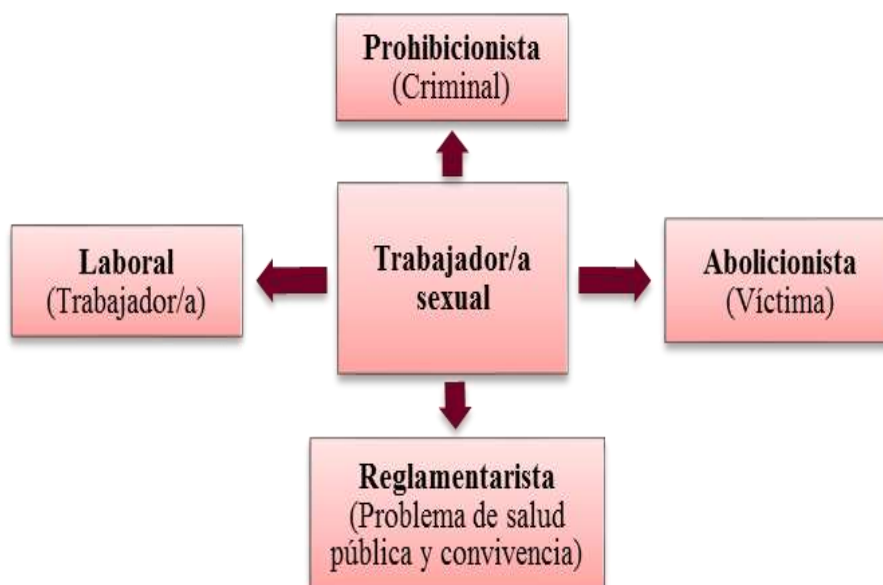 Prohibicionista
(Criminal)
Laboral
(Trabajador/a)
Trabajador/a
sexual
Abolicionista
(Víctima)
Reglamentarista
(Problema de salud
pública y convivencia)